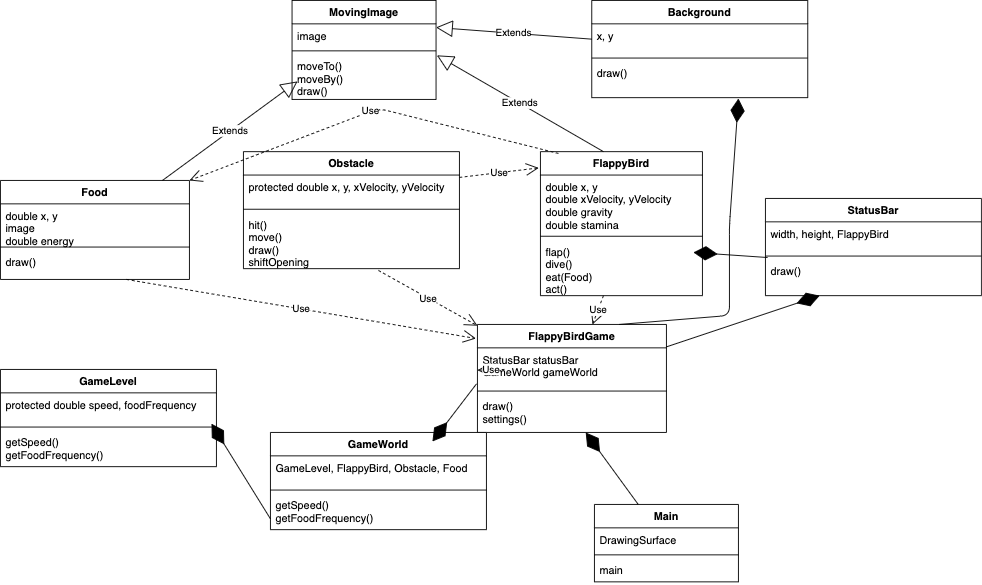 MovingImage
image
moveTo()
moveBy()
draw()
Background
x, y
draw()
Extends
Extends
Extends
Use
Food
double x, y
image
double energy
draw()
Obstacle
protected double x, y, xVelocity, yVelocity
hit()
move()
draw()
shiftOpening
Use
FlappyBird
double x, y
double xVelocity, yVelocity
double gravity
double stamina
flap()
dive()
eat(Food)
act()
StatusBar
width, height, FlappyBird
draw()
Use
Use
Use
FlappyBirdGame
StatusBar statusBar
GameWorld gameWorld
Use
draw()
settings()
GameLevel
protected double speed, foodFrequency
getSpeed()
getFoodFrequency()
GameWorld
GameLevel, FlappyBird, Obstacle, Food
getSpeed()
getFoodFrequency()
Main
DrawingSurface
main